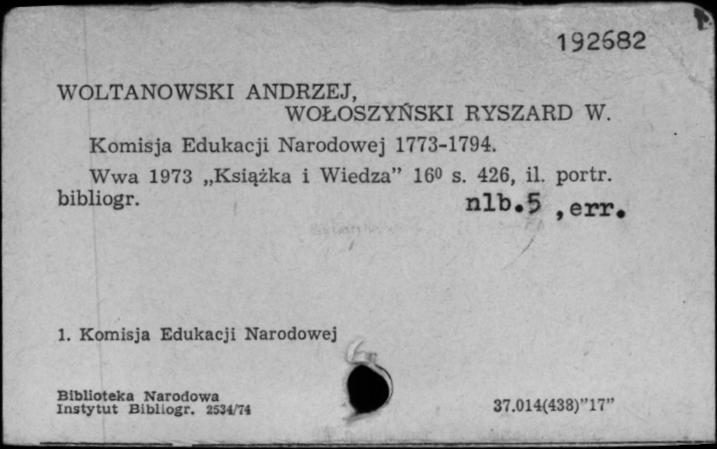 192682
WOLTANOWSKI ANDRZEJ,
WOŁOSZYŃSKI RYSZARD W.
Komisja Edukacji Narodowej 1773-1794.
Wwa 1973 „Książka i Wiedza” 16⁰ s. 426, il. portr.
bibliogr. nlb.5 ,err.
1. Komisja Edukacji Narodowej
Biblioteka Narodowa
Instytut Bibliogr. 2534/74
37.014(438)”17”